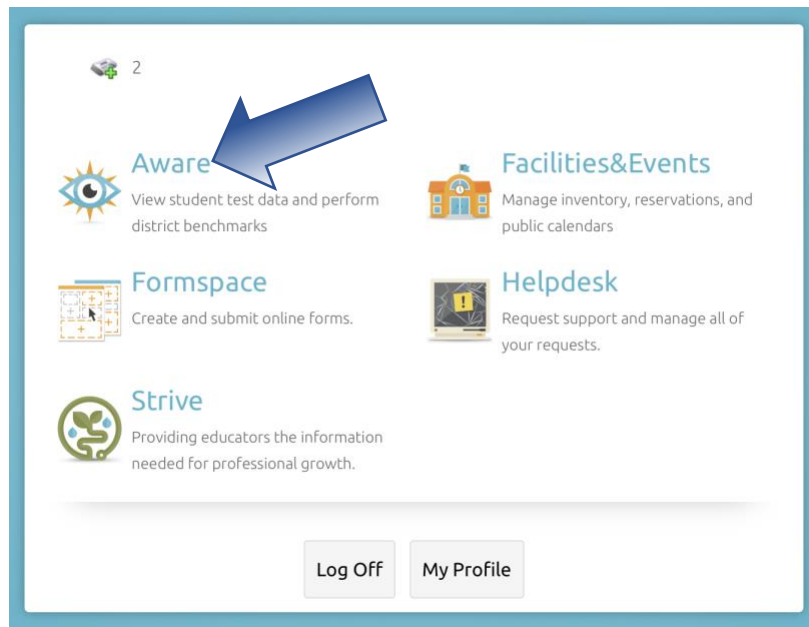 2
Aware
View student test data and perform
district benchmarks
Facilities&Events
Manage inventory, reservations, and
public calendars
Formspace
Create and submit online forms.
Helpdesk
Request support and manage all of
your requests.
Strive
Providing educators the information
needed for professional growth.
Log Off
My Profile